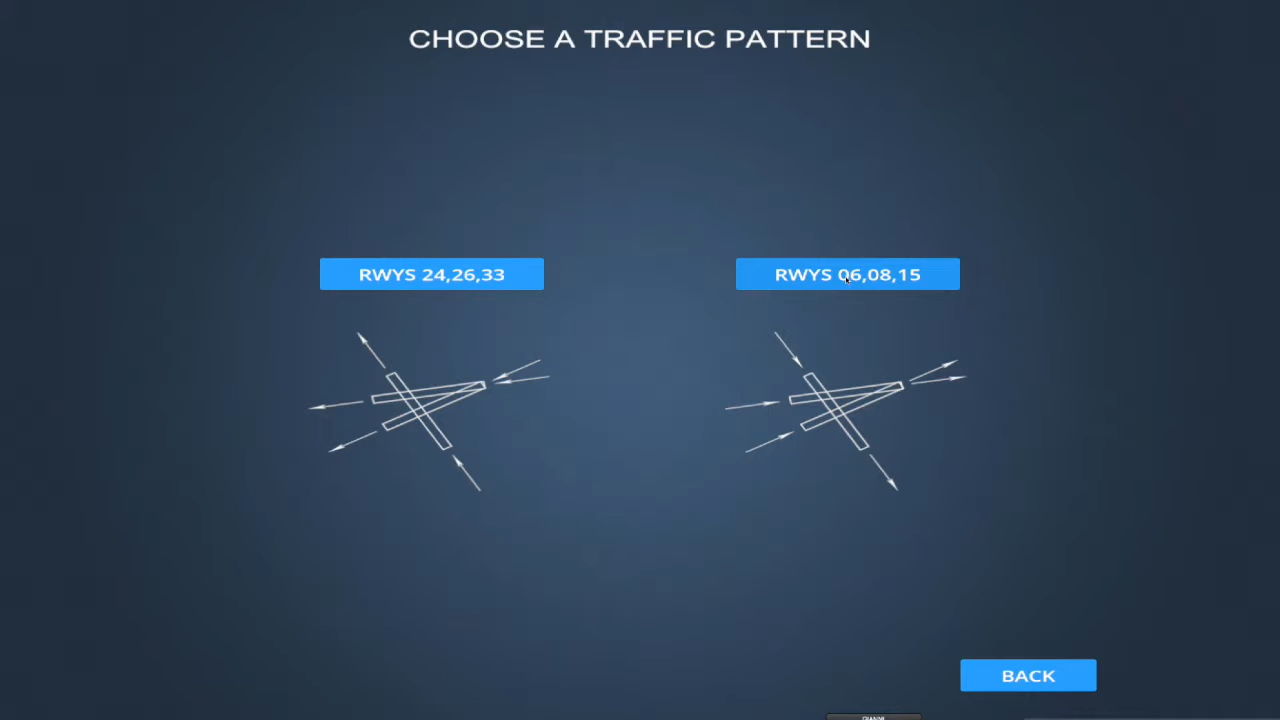 CHOOSE A TRAFFIC PATTERN
RWYS 24,26,33
RWYS 06,08,15
BACK